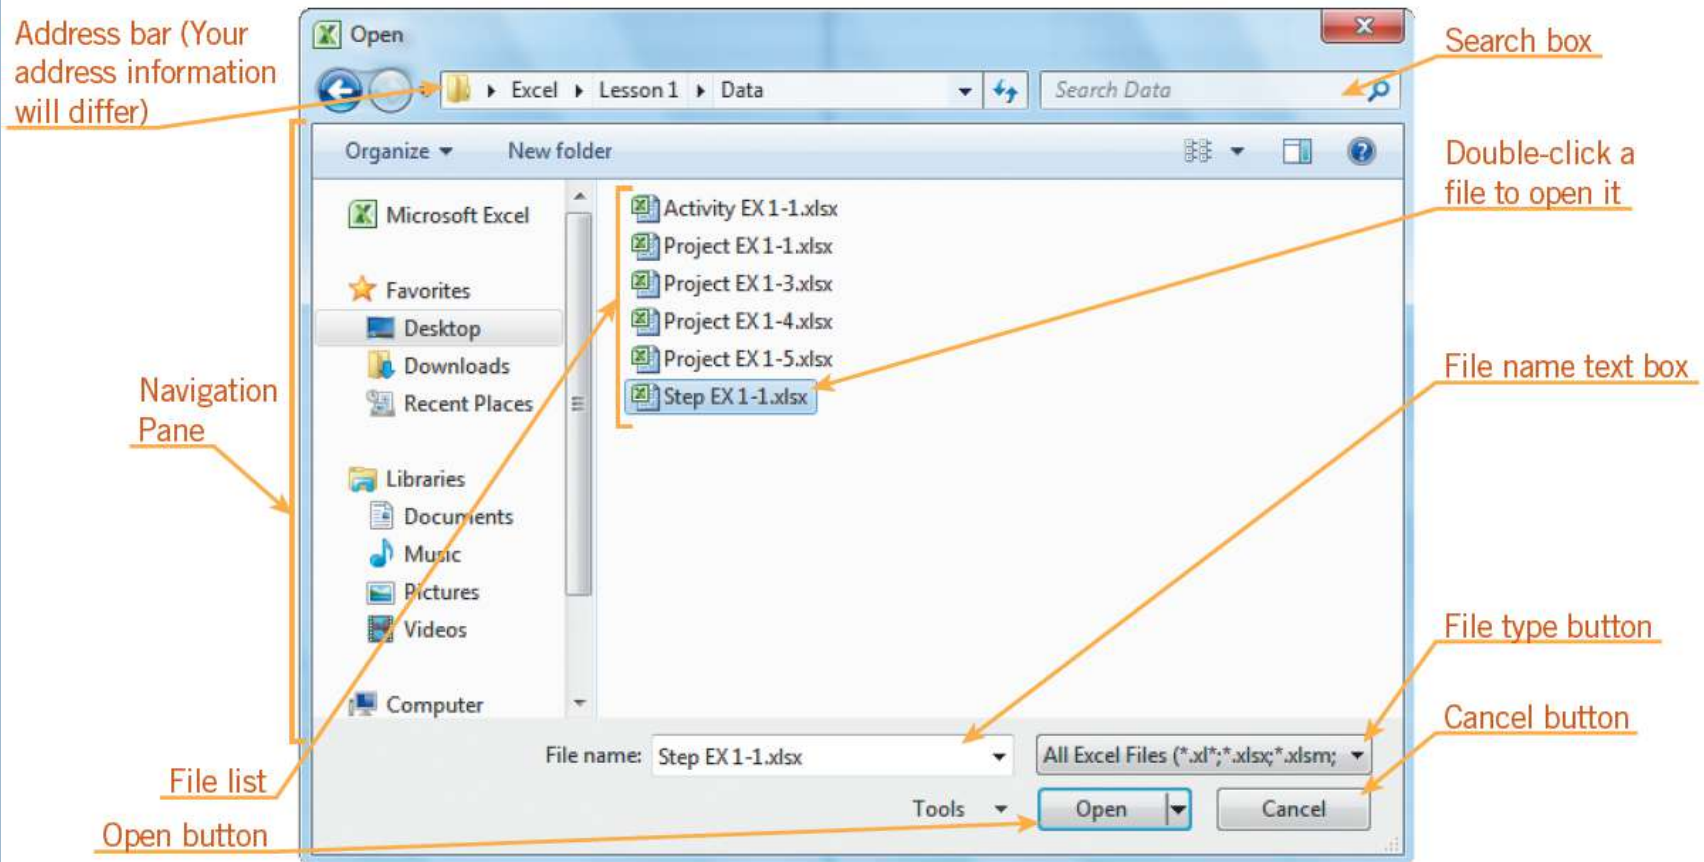 Address bar (Your
address information
will differ)
Open
Search box
Excel Lesson 1 Data
Search Data
Organize New folder
Double-click a
file to open it
Microsoft Excel
Favorites
Desktop
Downloads
Recent Places
Libraries
Documents
Music
Pictures
Videos
Computer
Activity EX 1-1.xlsx
Project EX 1-1.xlsx
Project EX 1-3.xlsx
Project EX 1-4.xlsx
Project EX 1-5.xlsx
Step EX 1-1.xlsx
Navigation
Pane
File name text box
File type button
Cancel button
File name: Step EX 1-1.xlsx
All Excel Files (*.xl*;*.xlsx;*.xlsm;
File list
Tools Open Cancel
Open button